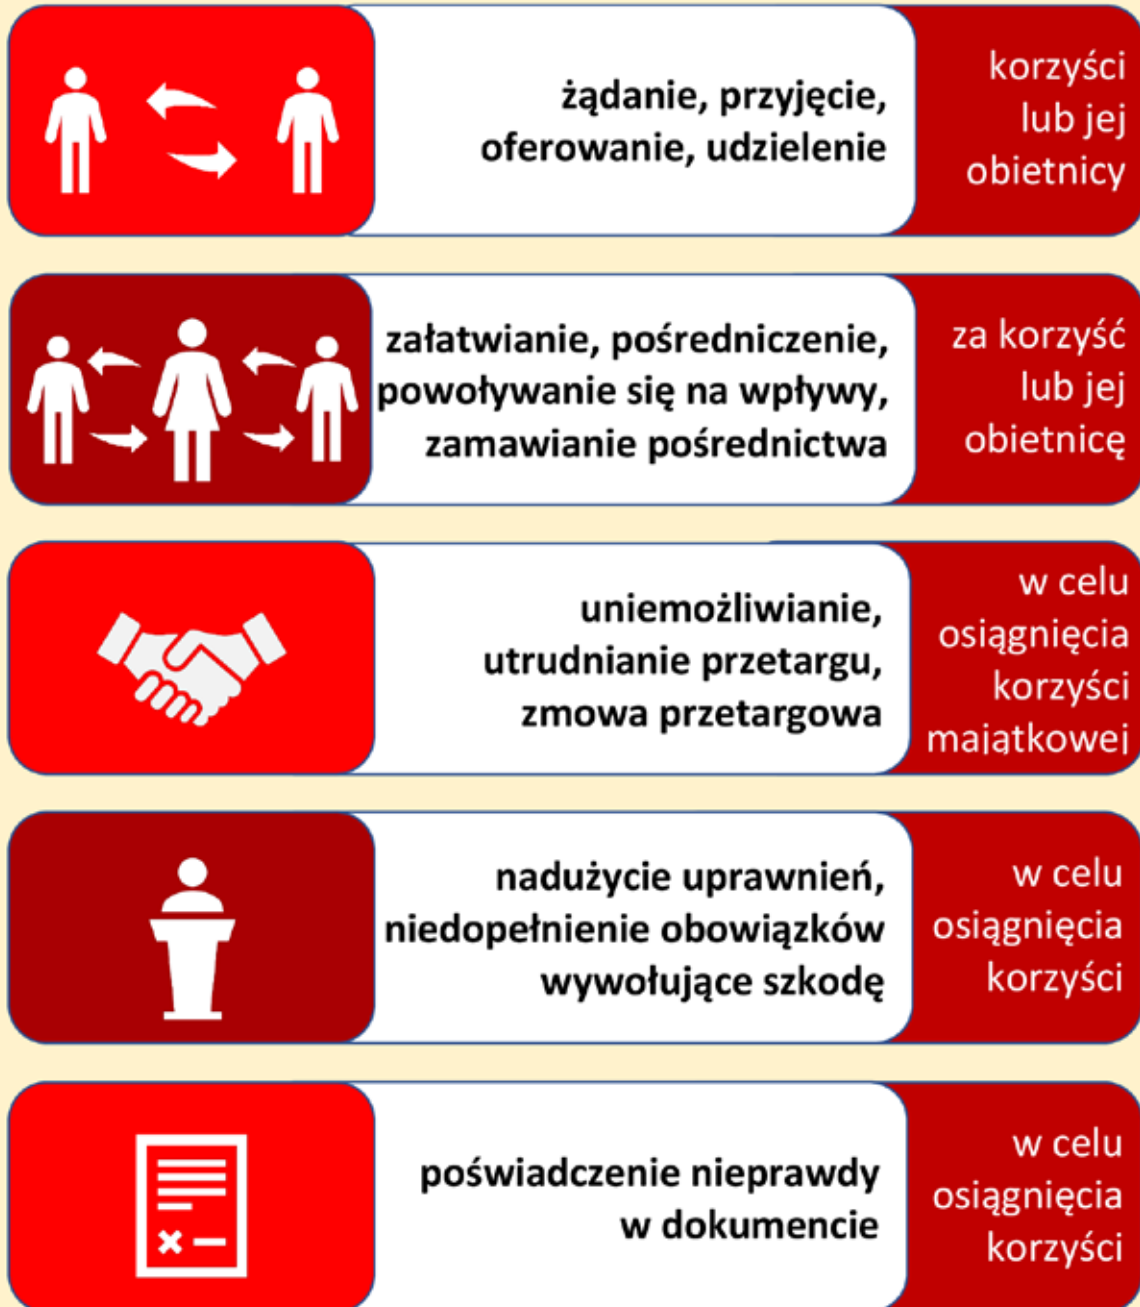 żądanie, przyjęcie,
oferowanie, udzielenie
korzyści
lub jej
obietnicy
załatwianie, pośredniczenie,
powoływanie się na wpływy,
zamawianie pośrednictwa
za korzyść
lub jej
obietnicę
uniemożliwianie,
utrudnianie przetargu,
zmowa przetargowa
w celu
osiągnięcia
korzyści
majątkowej
nadużycie uprawnień,
niedopełnienie obowiązków
wywołujące szkodę
w celu
osiągnięcia
korzyści
poświadczenie nieprawdy
w dokumencie
w celu
osiągnięcia
korzyści